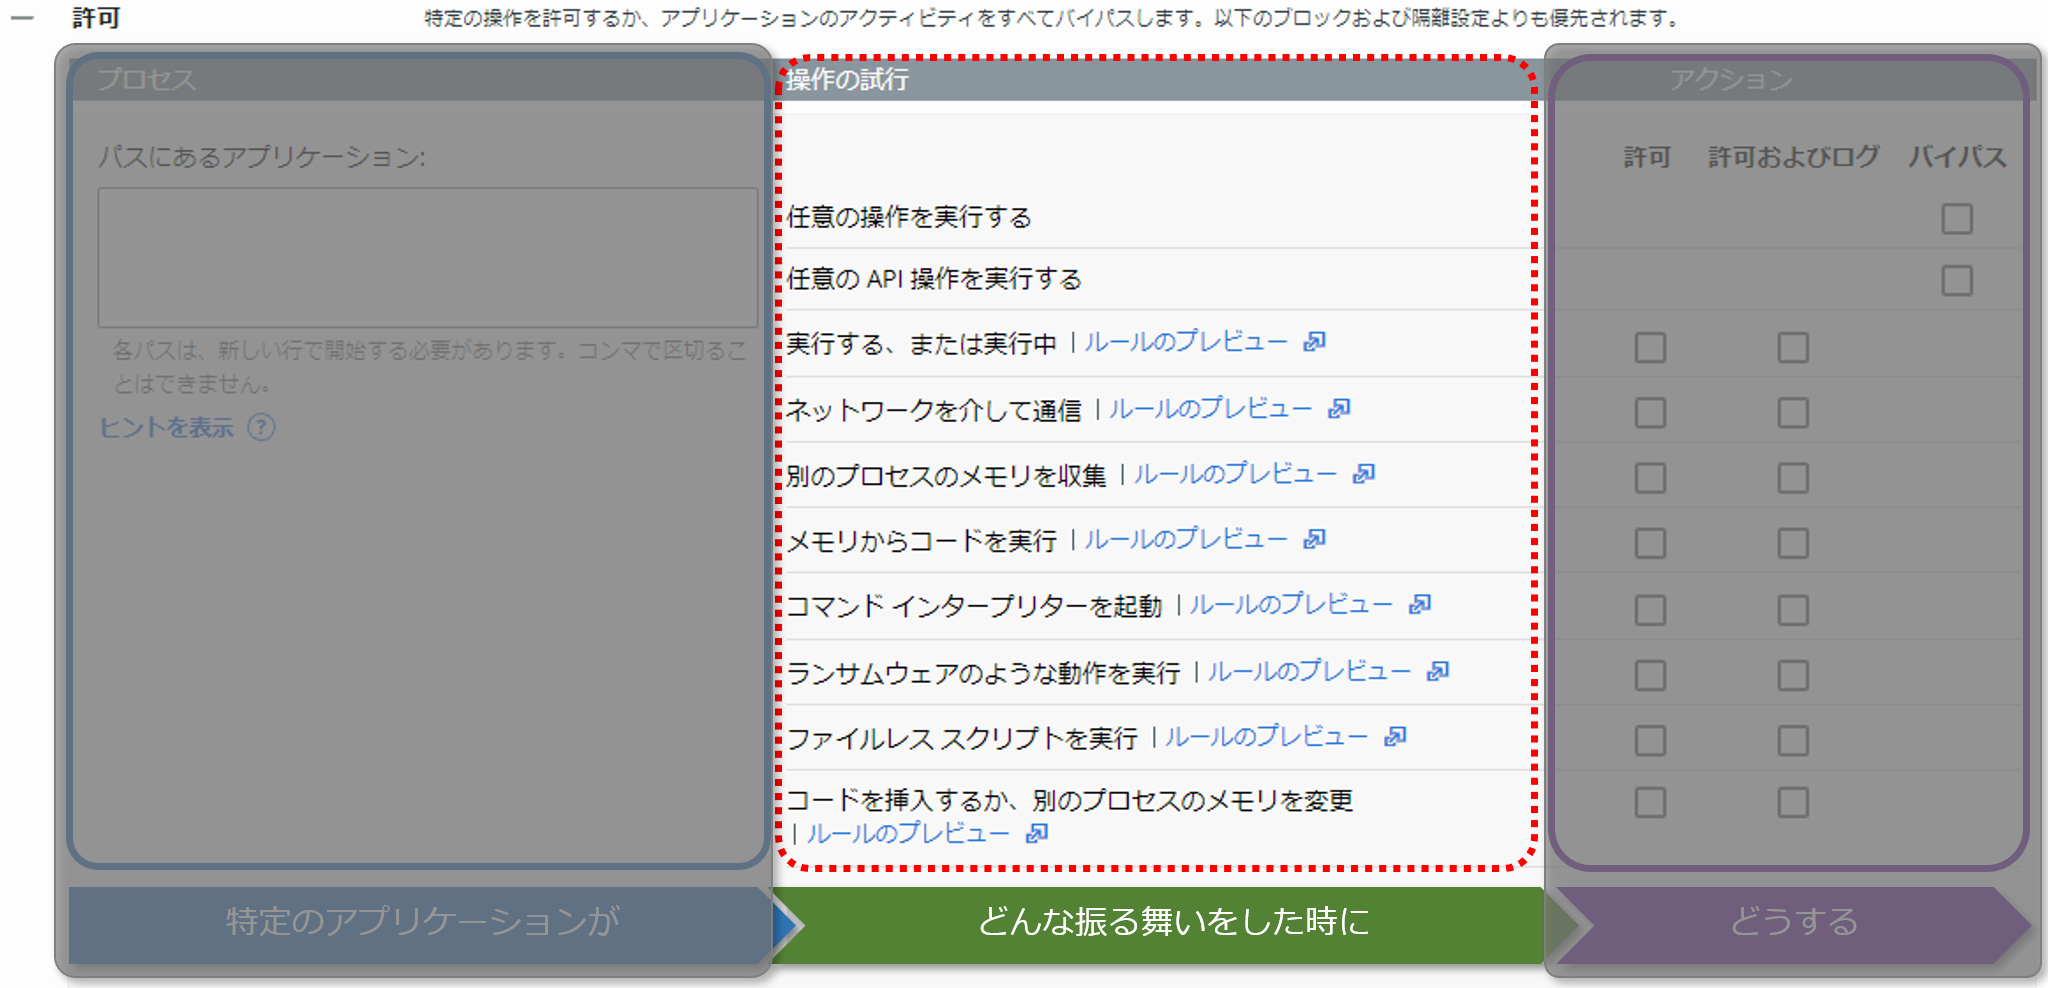 許可
特定の操作を許可するか、アプリケーションのアクティビティをすべてバイパスします。以下のブロックおよび隔離設定よりも優先されます。
プロセス
パスにあるアプリケーション:
各パスは、新しい行で開始する必要があります。コンマで区切るこ
とはできません。
ヒントを表示 ?
操作の試行
任意の操作を実行する
任意の API 操作を実行する
実行する、または実行中 | ルールのプレビュー
ネットワークを介して通信 | ルールのプレビュー
別のプロセスのメモリを収集 | ルールのプレビュー
メモリからコードを実行 | ルールのプレビュー
コマンド インタープリターを起動 | ルールのプレビュー
ランサムウェアのような動作を実行 | ルールのプレビュー
ファイルレス スクリプトを実行 | ルールのプレビュー
コードを挿入するか、別のプロセスのメモリを変更
| ルールのプレビュー
アクション
許可 許可およびログ バイパス
特定のアプリケーションが
どんな振る舞いをした時に
どうする